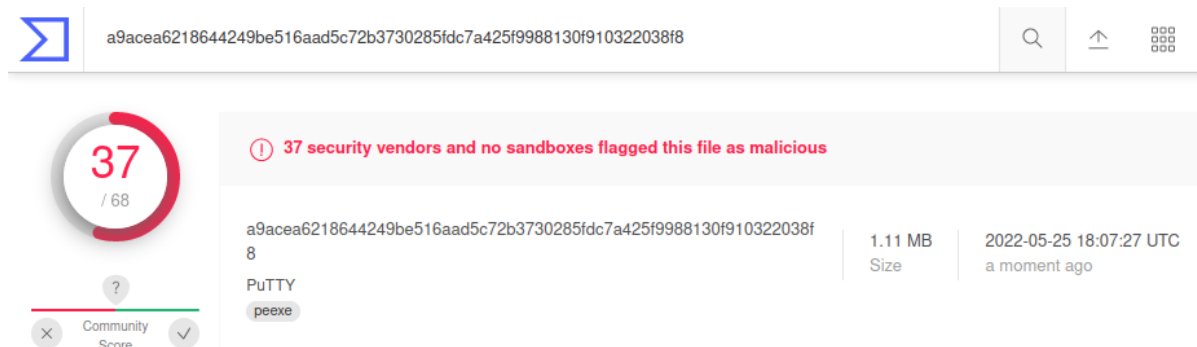 a9acea6218644249be516aad5c72b3730285fdc7a425f9988130f910322038f8
37
/ 68
37 security vendors and no sandboxes flagged this file as malicious
a9acea6218644249be516aad5c72b3730285fdc7a425f9988130f910322038f
8
PuTTY
peexe
1.11 MB
Size
2022-05-25 18:07:27 UTC
a moment ago
?
Community
Score